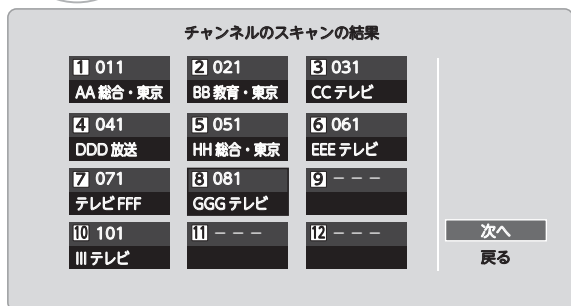 チャンネルのスキャンの結果
1 011
AA 総合・東京
2 021
BB 教育・東京
3 031
CC テレビ
4 041
DDD 放送
5 051
HH 総合・東京
6 061
EEE テレビ
7 071
テレビ FFF
8 081
GGG テレビ
9 － － －
10 101
III テレビ
11 － － －
12 － － －
次へ
戻る